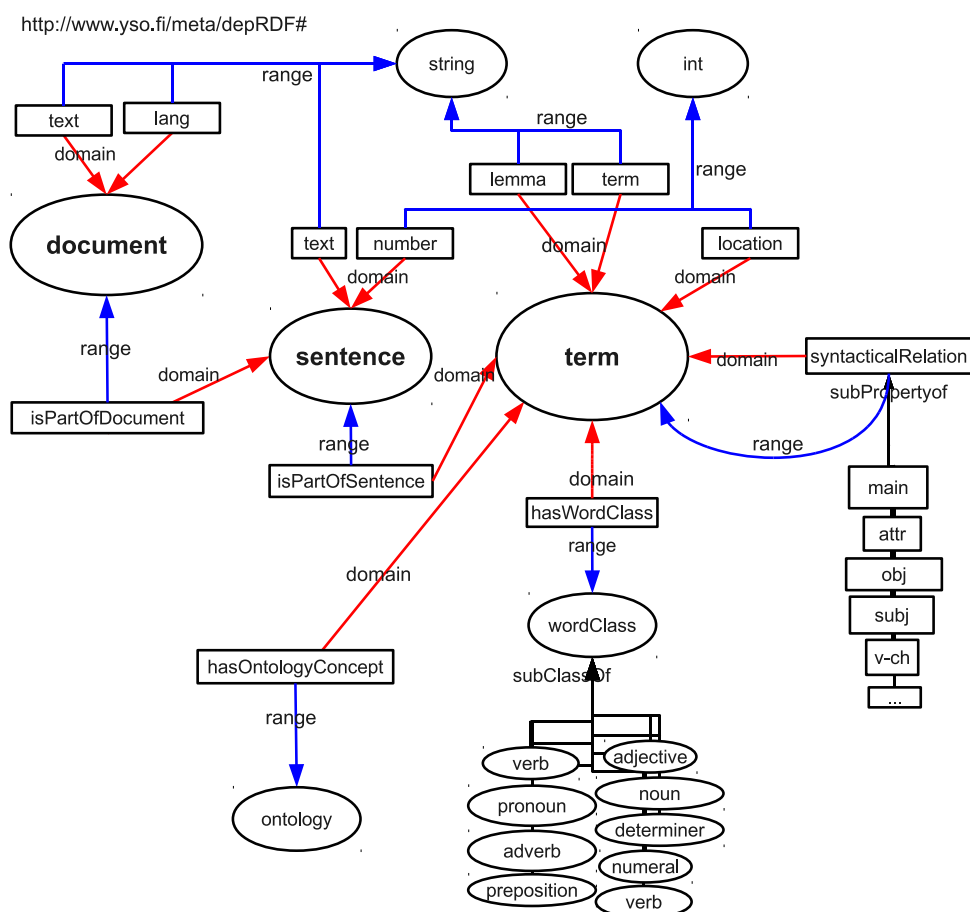 http://www.yso.fi/meta/depRDF#
string
int
range
text
lang
range
domain
lemma
term
range
document
text
number
location
domain
domain
domain
range
sentence
term
domain
syntacticalRelation
domain
domain
subPropertyof
isPartOfDocument
range
range
isPartOfSentence
domain
main
hasWordClass
attr
range
domain
obj
subj
wordClass
v-ch
hasOntologyConcept
subClassOf
...
range
verb
adjective
pronoun
noun
ontology
determiner
adverb
numeral
preposition
verb